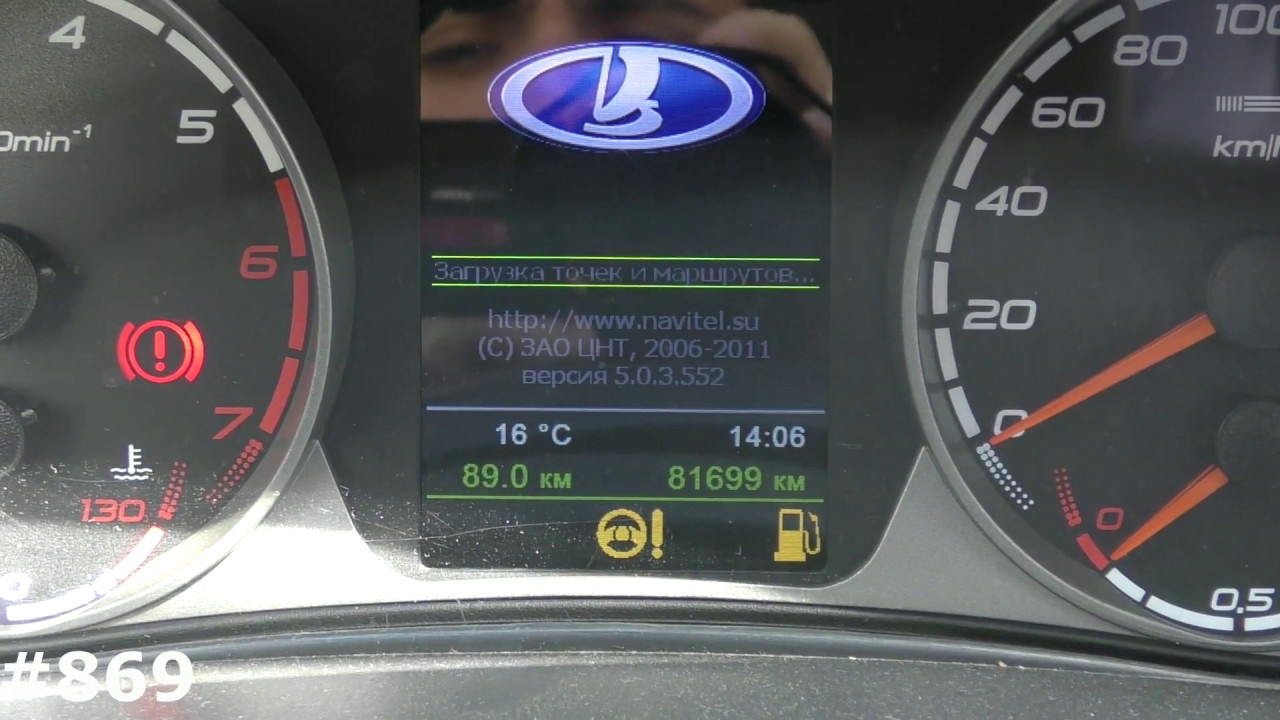 4
5
0min-1
6
7
130
Загрузка точек и маршрутов...
http://www.navitel.su
(C) ЗАО ЦНТ, 2006-2011
версия 5.0.3.552
16 °C 14:06
89.0 км 81699 км
100
80
60
km/h
40
20
0
0
0.5
#869